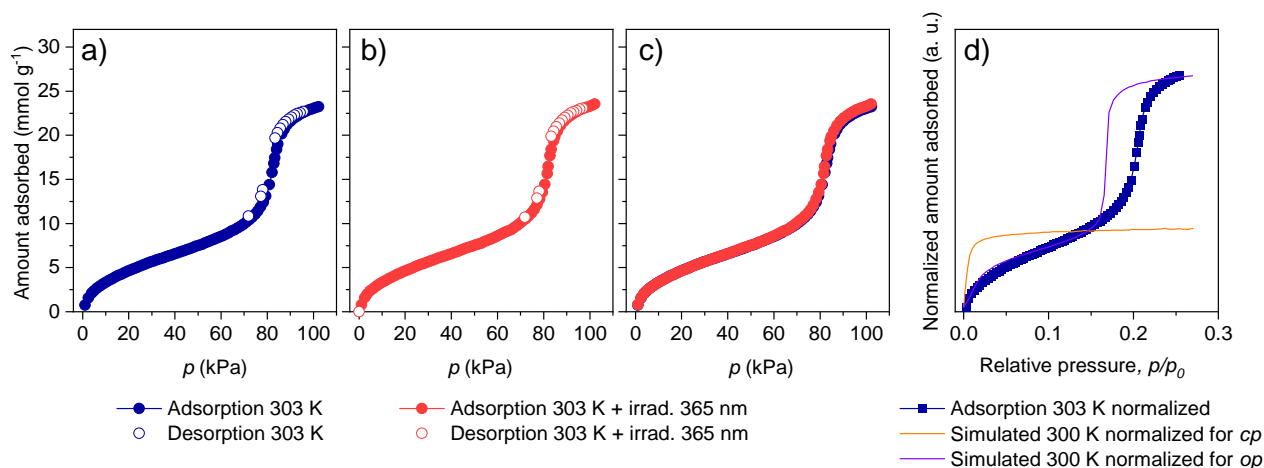 a)
b)
c)
d)
Amount adsorbed (mmol g⁻¹)
30
25
20
15
10
5
0
0 20 40 60 80 100
0 20 40 60 80 100
0 20 40 60 80 100
p (kPa)
p (kPa)
p (kPa)
Normalized amount adsorbed (a. u.)
0.0 0.1 0.2 0.3
Relative pressure, p/p₀
Adsorption 303 K
Desorption 303 K
Adsorption 303 K + irrad. 365 nm
Desorption 303 K + irrad. 365 nm
Adsorption 303 K normalized
Simulated 300 K normalized for cp
Simulated 300 K normalized for op